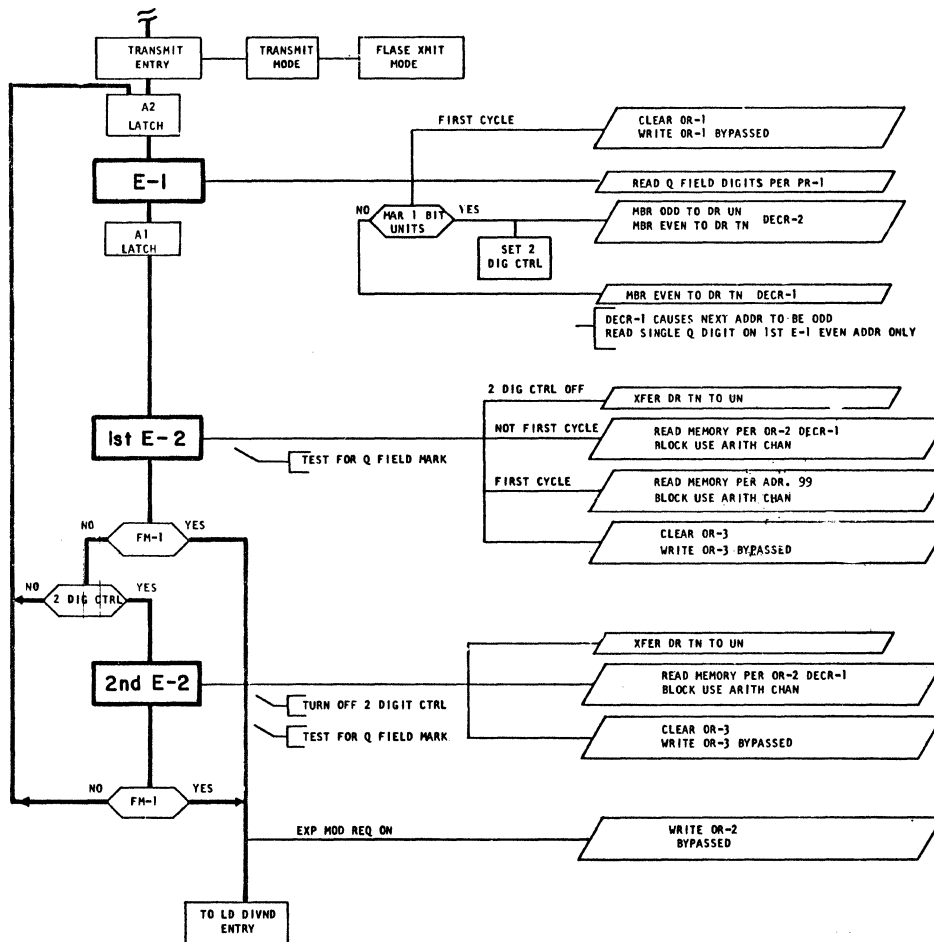 TRANSMIT
ENTRY
TRANSMIT
MODE
FLASE XMIT
MODE
A2
LATCH
FIRST CYCLE
CLEAR OR-1
WRITE OR-1 BYPASSED
E-1
READ Q FIELD DIGITS PER PR-1
NO
MAR 1 BIT
UNITS
YES
MBR ODD TO DR UN
MBR EVEN TO DR TN DECR-2
A1
LATCH
SET 2
DIG CTRL
MBR EVEN TO DR TN DECR-1
DECR-1 CAUSES NEXT ADDR TO BE ODD
READ SINGLE Q DIGIT ON 1ST E-1 EVEN ADDR ONLY
2 DIG CTRL OFF
XFER DR TN TO UN
1st E-2
NOT FIRST CYCLE
READ MEMORY PER OR-2 DECR-1
BLOCK USE ARITH CHAN
TEST FOR Q FIELD MARK
FIRST CYCLE
READ MEMORY PER ADR. 99
BLOCK USE ARITH CHAN
NO
FM-1
YES
CLEAR OR-3
WRITE OR-3 BYPASSED
NO
2 DIG CTRL
YES
XFER DR TN TO UN
2nd E-2
READ MEMORY PER OR-2 DECR-1
BLOCK USE ARITH CHAN
TURN OFF 2 DIGIT CTRL
TEST FOR Q FIELD MARK
CLEAR OR-3
WRITE OR-3 BYPASSED
NO
FM-1
YES
EXP MOD REQ ON
WRITE OR-2
BYPASSED
TO LD DIVND
ENTRY